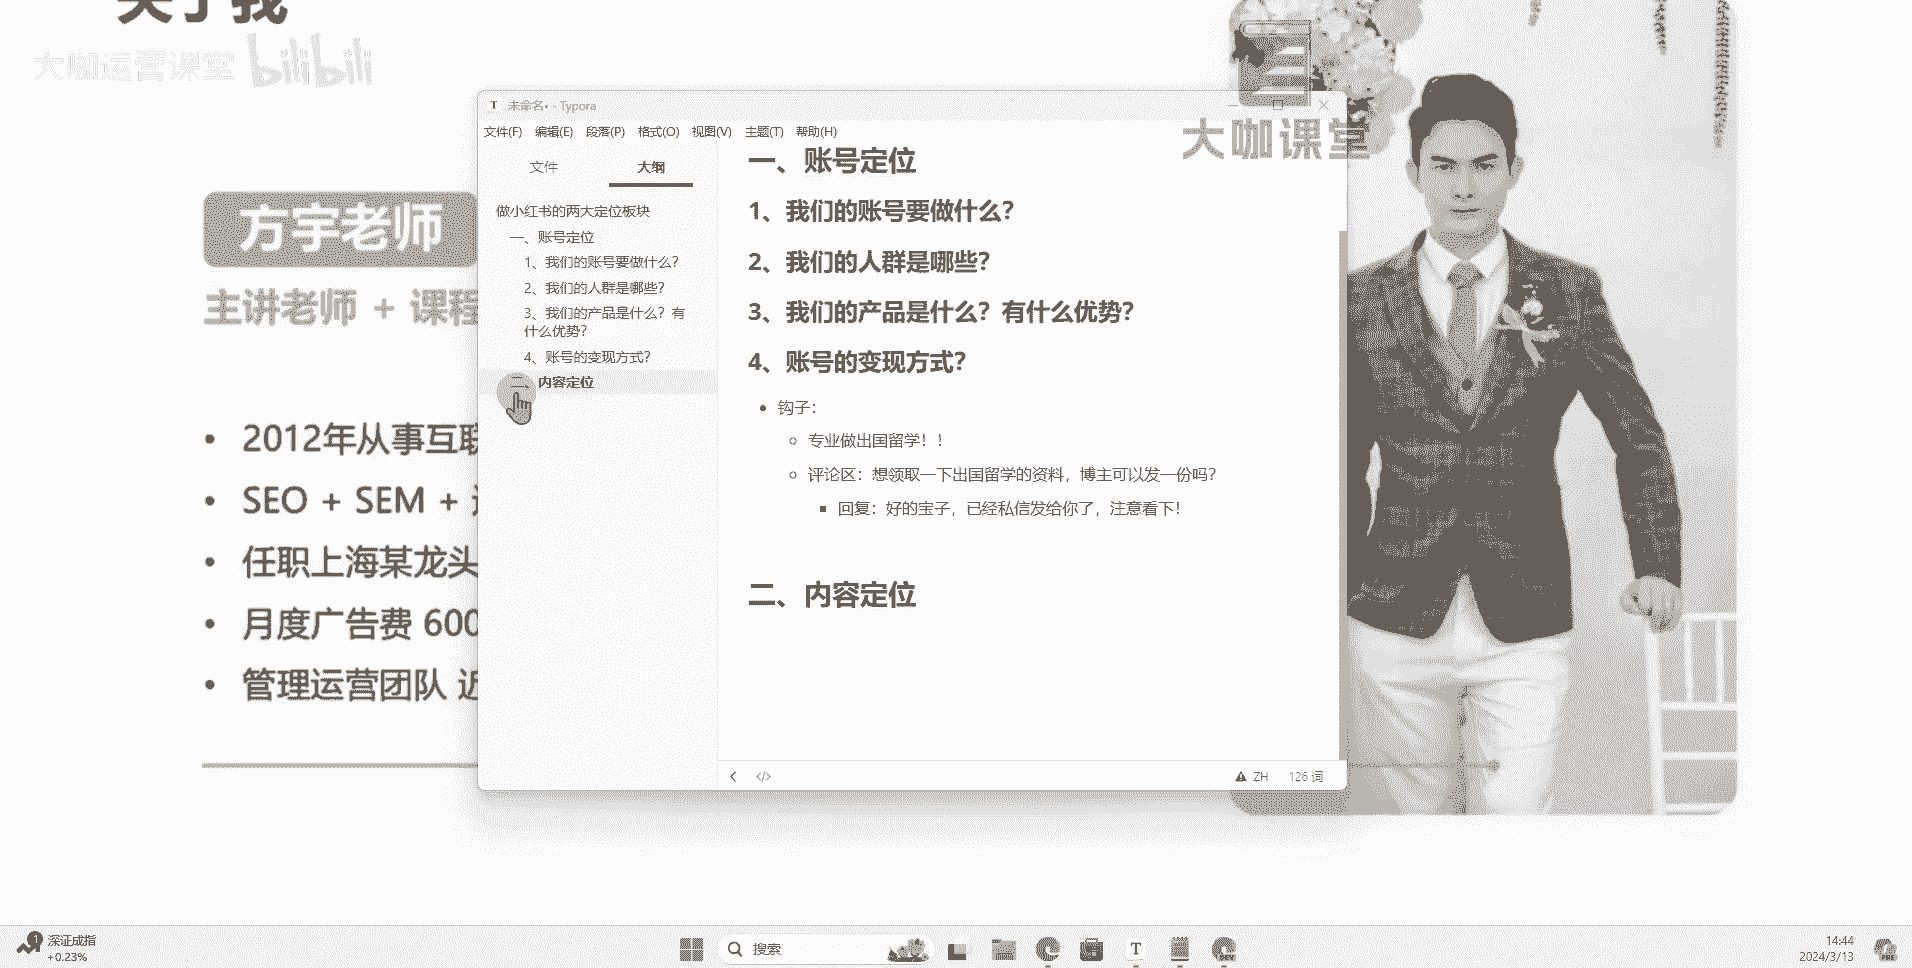 关于我
大咖运营课堂 bilibili
方宇老师
主讲老师 + 课程
• 2012年从事互联
• SEO + SEM +
• 任职上海某龙头
• 月度广告费 600
• 管理运营团队 近
大咖课堂
T 未命名• - Typora
文件(F) 编辑(E) 段落(P) 格式(O) 视图(V) 主题(T) 帮助(H)
文件 大纲
做小红书的两大定位板块
一、账号定位
1、我们的账号要做什么？
2、我们的人群是哪些？
3、我们的产品是什么？有
什么优势？
4、账号的变现方式？
二、内容定位
一、账号定位
1、我们的账号要做什么？
2、我们的人群是哪些？
3、我们的产品是什么？有什么优势？
4、账号的变现方式？
• 钩子：
专业做出国留学！！
评论区：想领取一下出国留学的资料，博主可以发一份吗？
回复：好的宝子，已经私信发给你了，注意看下！
二、内容定位
</> ZH 126 词
1 深证成指
+0.23%
搜索
T
DEV
14:44
2024/3/13
PRE